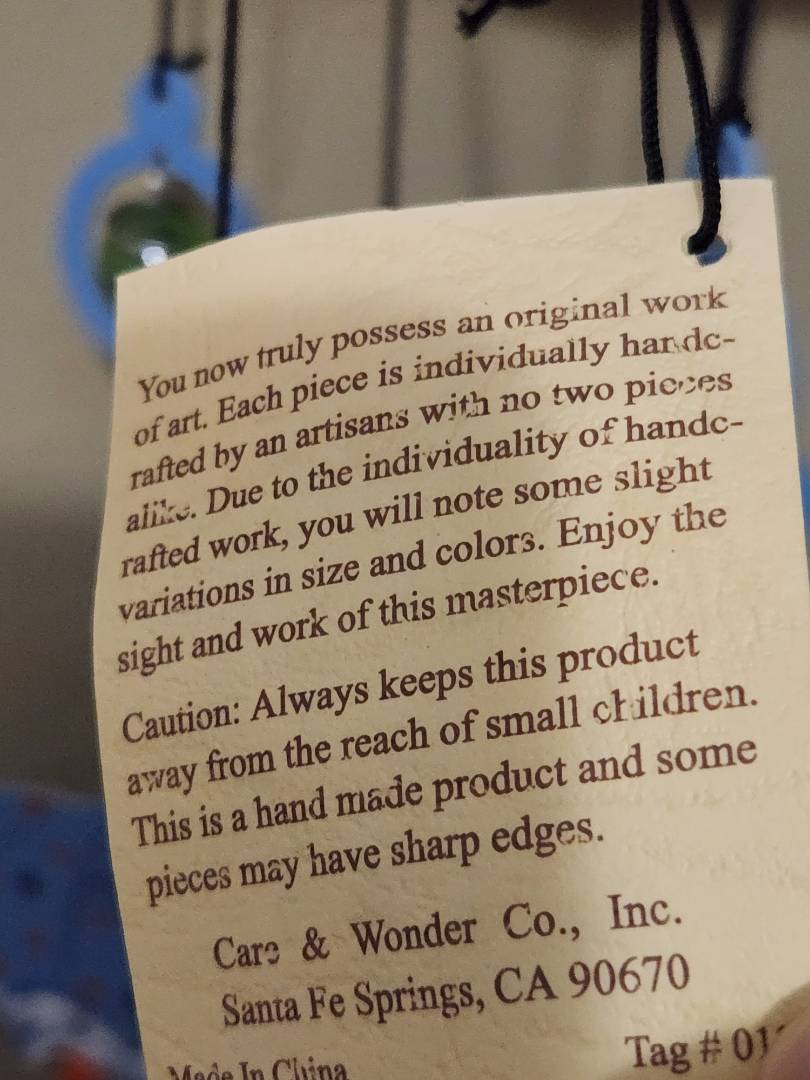 You now truly possess an original work
of art. Each piece is individually handc-
rafted by an artisans with no two pieces
alike. Due to the individuality of handc-
rafted work, you will note some slight
variations in size and colors. Enjoy the
sight and work of this masterpiece.
Caution: Always keeps this product
away from the reach of small children.
This is a hand made product and some
pieces may have sharp edges.
Care & Wonder Co., Inc.
Santa Fe Springs, CA 90670
Tag #
Made In China